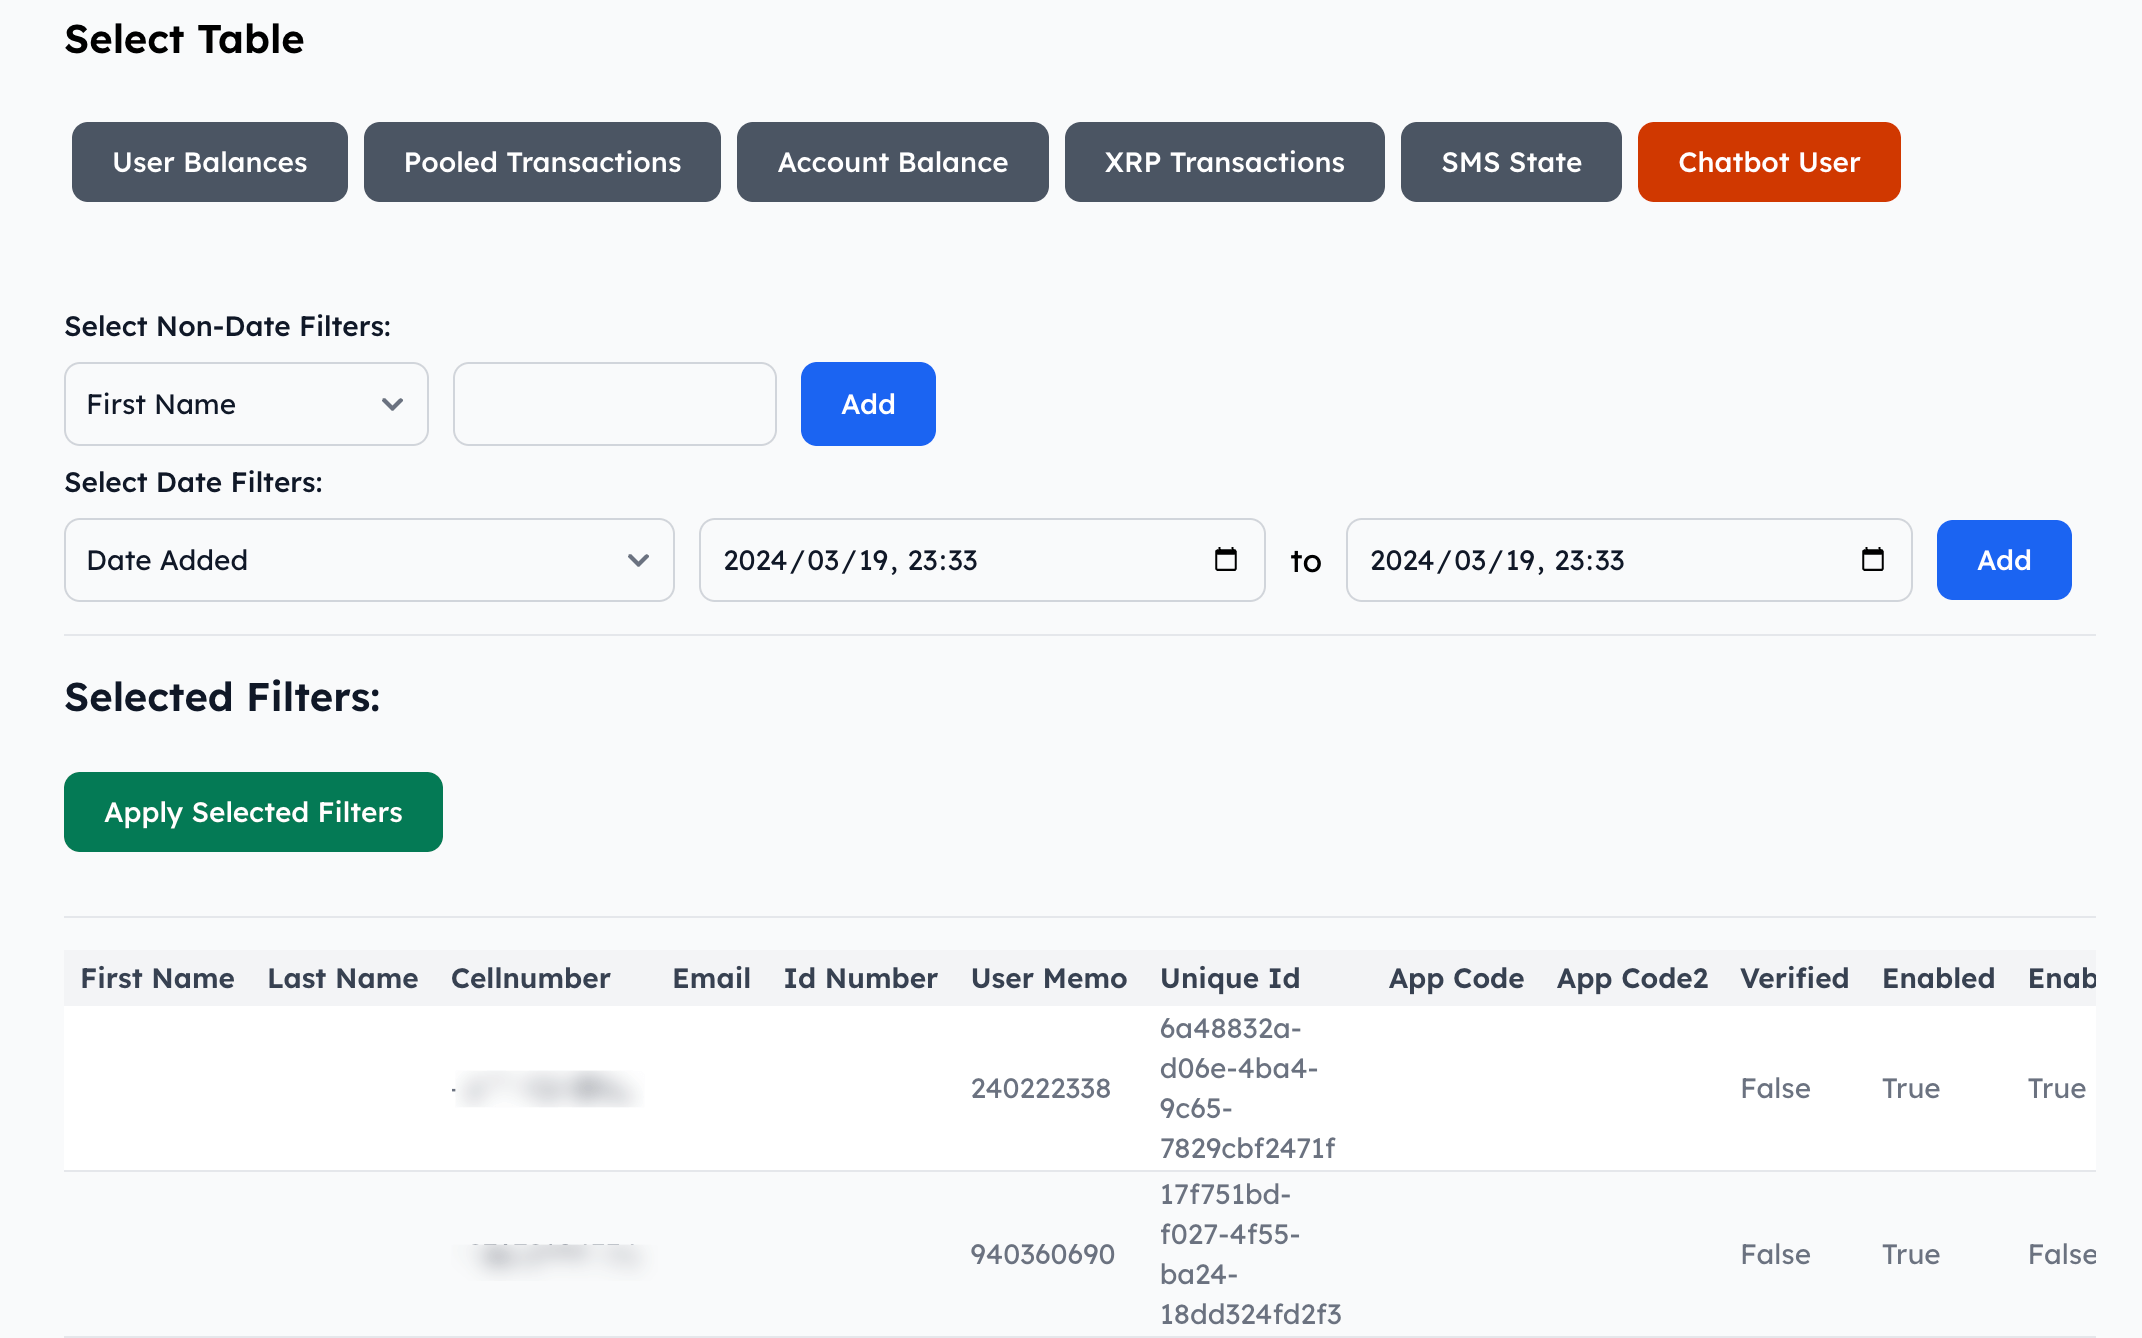 Select Table
User Balances Pooled Transactions Account Balance XRP Transactions SMS State Chatbot User
Select Non-Date Filters:
First Name Add
Select Date Filters:
Date Added 2024/03/19, 23:33 to 2024/03/19, 23:33 Add
Selected Filters:
Apply Selected Filters
First Name Last Name Cellnumber Email Id Number User Memo Unique Id App Code App Code2 Verified Enabled Enab
6a48832a-
d06e-4ba4-
240222338 False True True
9c65-
7829cbf2471f
17f751bd-
f027-4f55-
940360690 False True False
ba24-
18dd324fd2f3